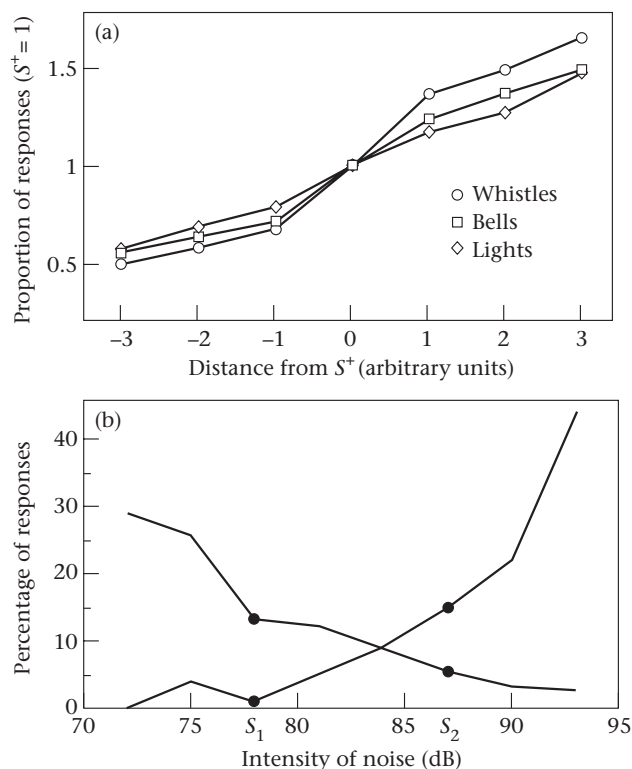 (a)
Proportion of responses (S+ = 1)
1.5
1
0.5
Whistles
Bells
Lights
–3 –2 –1 0 1 2 3
Distance from S+ (arbitrary units)
(b)
Percentage of responses
40
30
20
10
0
70 75 S1 80 85 S2 90 95
Intensity of noise (dB)